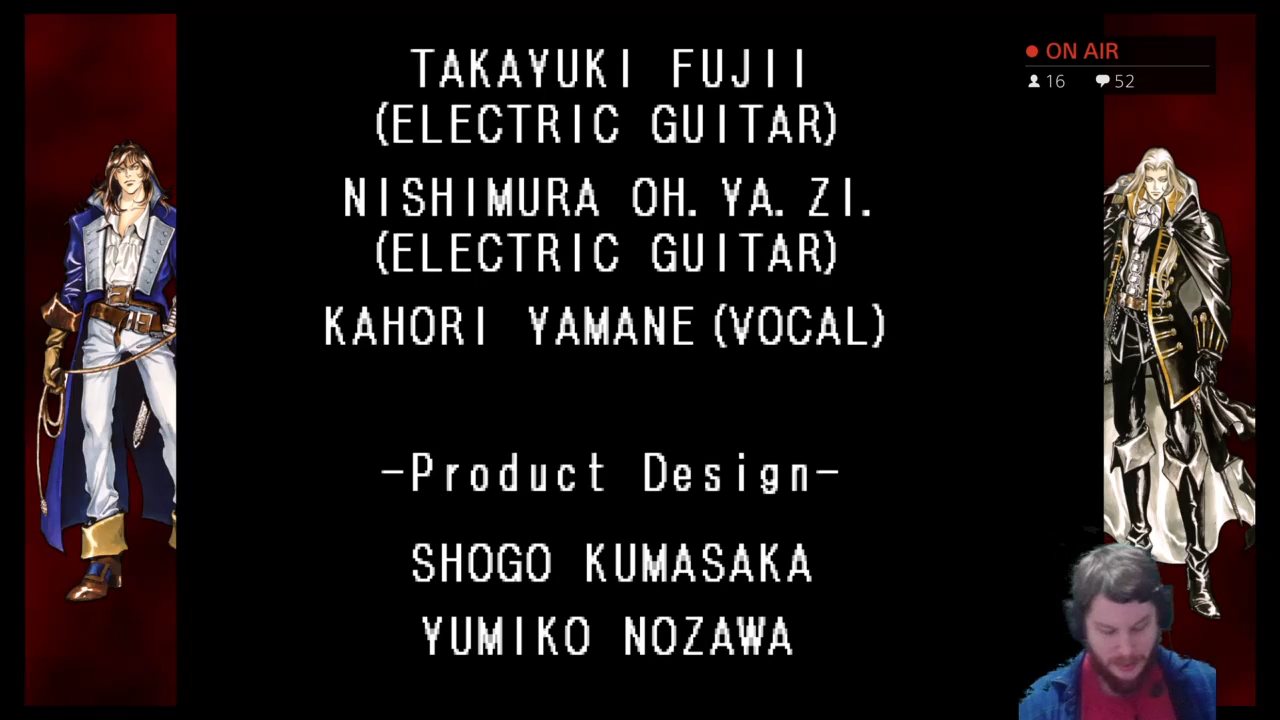 TAKAYUKI FUJII
(ELECTRIC GUITAR)
NISHIMURA OH. YA. ZI.
(ELECTRIC GUITAR)
KAHORI YAMANE (VOCAL)
-Product Design-
SHOGO KUMASAKA
YUMIKO NOZAWA
ON AIR
16 52